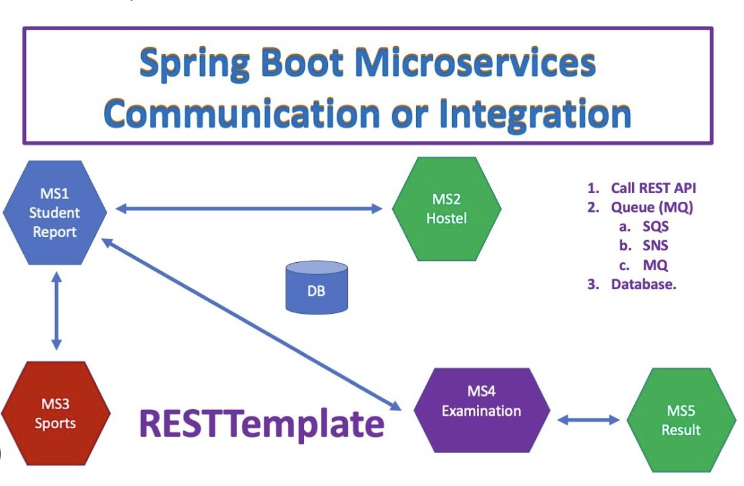 Spring Boot Microservices
Communication or Integration
MS1
Student
Report
MS2
Hostel
1. Call REST API
2. Queue (MQ)
a. SQS
b. SNS
c. MQ
3. Database.
DB
MS3
Sports
RESTTemplate
MS4
Examination
MS5
Result